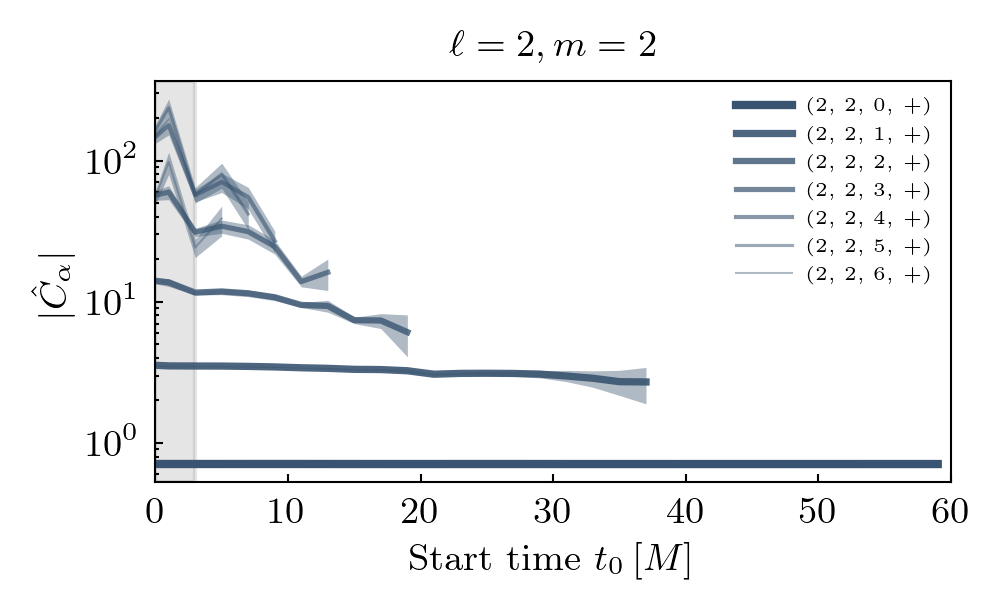 ℓ = 2, m = 2
|Ĉ_α|
10²
10¹
10⁰
(2, 2, 0, +)
(2, 2, 1, +)
(2, 2, 2, +)
(2, 2, 3, +)
(2, 2, 4, +)
(2, 2, 5, +)
(2, 2, 6, +)
0 10 20 30 40 50 60
Start time t₀ [M]